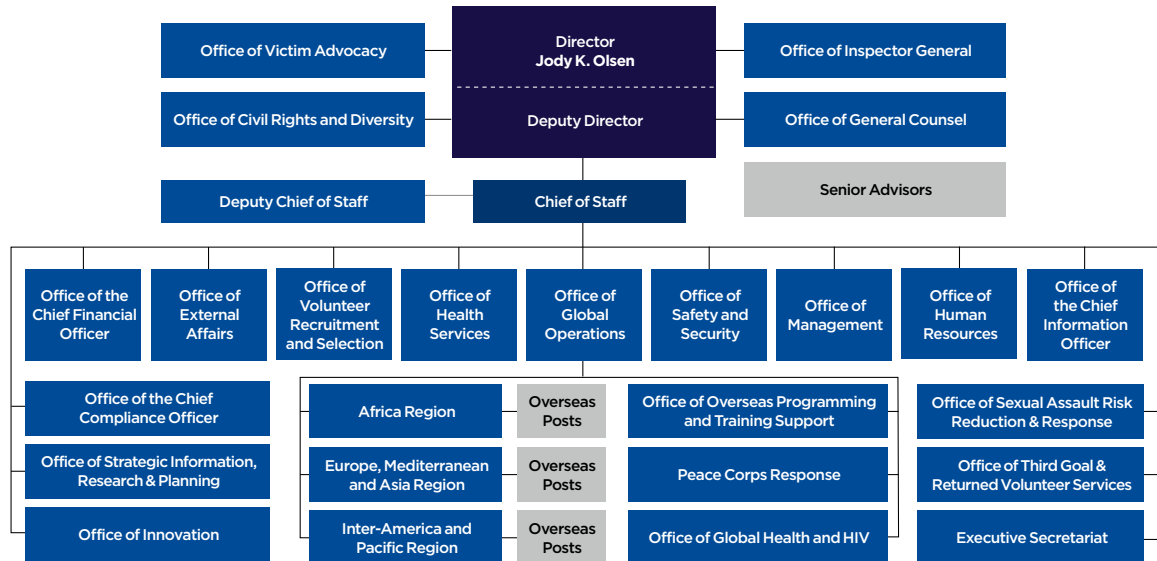 Office of Victim Advocacy
Director
Jody K. Olsen
Office of Inspector General
Office of Civil Rights and Diversity
Deputy Director
Office of General Counsel
Deputy Chief of Staff
Chief of Staff
Senior Advisors
Office of the
Chief Financial
Officer
Office of
External
Affairs
Office of
Volunteer
Recruitment
and Selection
Office of
Health
Services
Office of
Global
Operations
Office of
Safety and
Security
Office of
Management
Office of
Human
Resources
Office of
the Chief
Information
Officer
Office of the Chief
Compliance Officer
Africa Region
Overseas
Posts
Office of Overseas Programming
and Training Support
Office of Sexual Assault Risk
Reduction & Response
Office of Strategic Information,
Research & Planning
Europe, Mediterranean
and Asia Region
Overseas
Posts
Peace Corps Response
Office of Third Goal &
Returned Volunteer Services
Office of Innovation
Inter-America and
Pacific Region
Overseas
Posts
Office of Global Health and HIV
Executive Secretariat